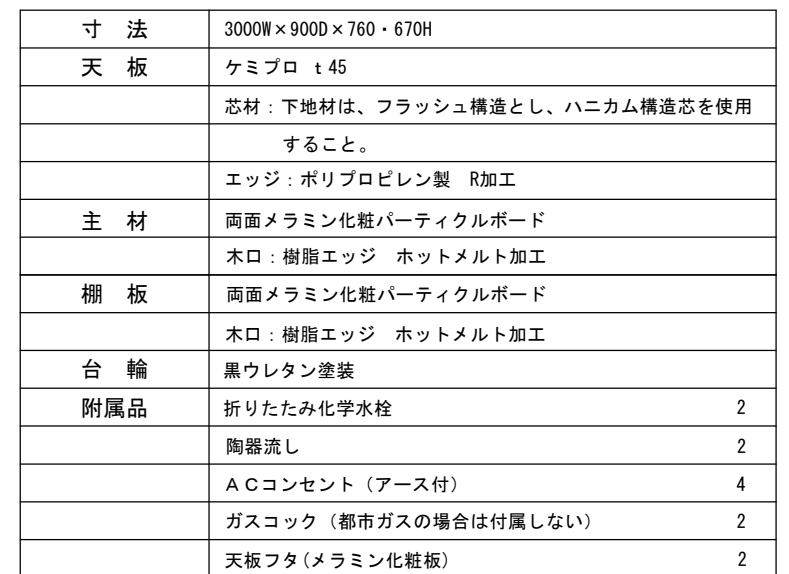 寸 法 3000W×900D×760・670H
天 板 ケミプロ t45
芯材：下地材は、フラッシュ構造とし、ハニカム構造芯を使用
すること。
エッジ：ポリプロピレン製 R加工
主 材 両面メラミン化粧パーティクルボード
木口：樹脂エッジ ホットメルト加工
棚 板 両面メラミン化粧パーティクルボード
木口：樹脂エッジ ホットメルト加工
台 輪 黒ウレタン塗装
附属品 折りたたみ化学水栓 2
陶器流し 2
ＡＣコンセント（アース付） 4
ガスコック（都市ガスの場合は付属しない） 2
天板フタ(メラミン化粧板) 2